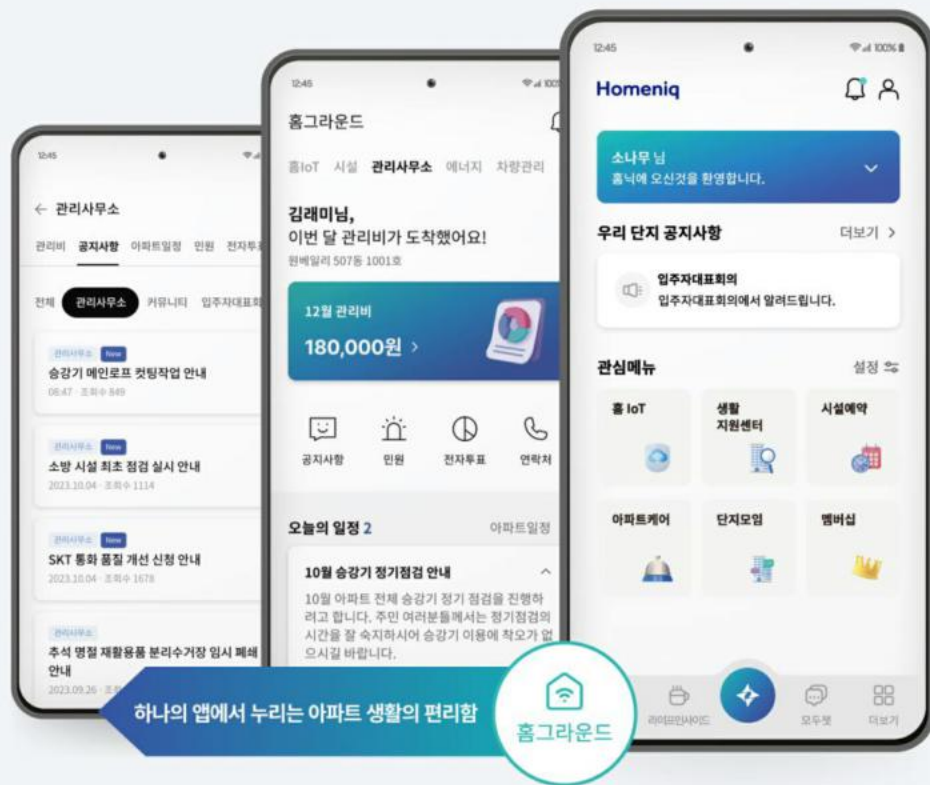 12:45
← 관리사무소
관리비 공지사항 아파트일정 민원 전자투표
전체 관리사무소 커뮤니티 입주자대표회
관리사무소 New
승강기 메인로프 컷팅작업 안내
08:47 · 조회수 849
관리사무소 New
소방 시설 최초 점검 실시 안내
2023.10.04 · 조회수 1114
관리사무소 New
SKT 통화 품질 개선 신청 안내
2023.10.04 · 조회수 1678
관리사무소
추석 명절 재활용품 분리수거장 임시 폐쇄
안내
2023.09.26 · 조
12:45 100%
홈그라운드
홈IoT 시설 관리사무소 에너지 차량관리
김래미님,
이번 달 관리비가 도착했어요!
원베일리 507동 1001호
12월 관리비
180,000원 >
공지사항 민원 전자투표 연락처
오늘의 일정 2 아파트일정
10월 승강기 정기점검 안내
10월 아파트 전체 승강기 정기 점검을 진행하
려고 합니다. 주민 여러분들께서는 정기점검의
시간을 잘 숙지하시어 승강기 이용에 착오가 없
으시길 바랍니다.
12:45 100%
Homeniq
소나무 님
홈닉에 오신것을 환영합니다.
우리 단지 공지사항 더보기 >
입주자대표회의
입주자대표회의에서 알려드립니다.
관심메뉴 설정
홈 IoT 생활 시설예약
지원센터
아파트케어 단지모임 멤버십
라이프인사이드 모두챗 더보기
하나의 앱에서 누리는 아파트 생활의 편리함
홈그라운드